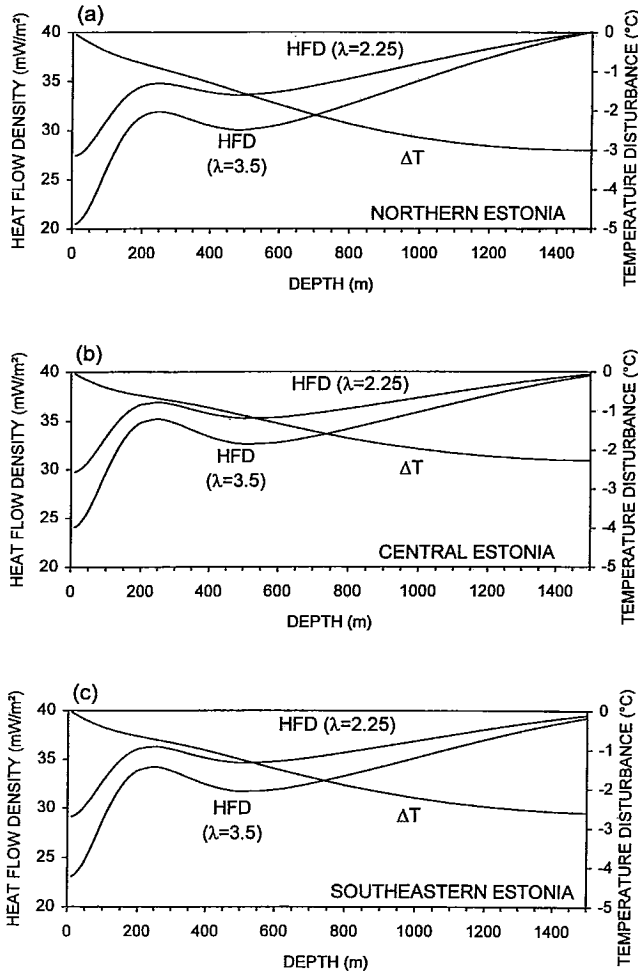 (a)
HEAT FLOW DENSITY (mW/m²)
40
35
30
25
20
HFD (λ=2.25)
HFD
(λ=3.5)
ΔT
NORTHERN ESTONIA
0
-1
-2
-3
-4
-5
TEMPERATURE DISTURBANCE (°C)
0 200 400 600 800 1000 1200 1400
DEPTH (m)
(b)
HEAT FLOW DENSITY (mW/m²)
40
35
30
25
20
HFD (λ=2.25)
HFD
(λ=3.5)
ΔT
CENTRAL ESTONIA
0
-1
-2
-3
-4
-5
TEMPERATURE DISTURBANCE (°C)
0 200 400 600 800 1000 1200 1400
DEPTH (m)
(c)
HEAT FLOW DENSITY (mW/m²)
40
35
30
25
20
HFD (λ=2.25)
HFD
(λ=3.5)
ΔT
SOUTHEASTERN ESTONIA
0
-1
-2
-3
-4
-5
TEMPERATURE DISTURBANCE (°C)
0 200 400 600 800 1000 1200 1400
DEPTH (m)